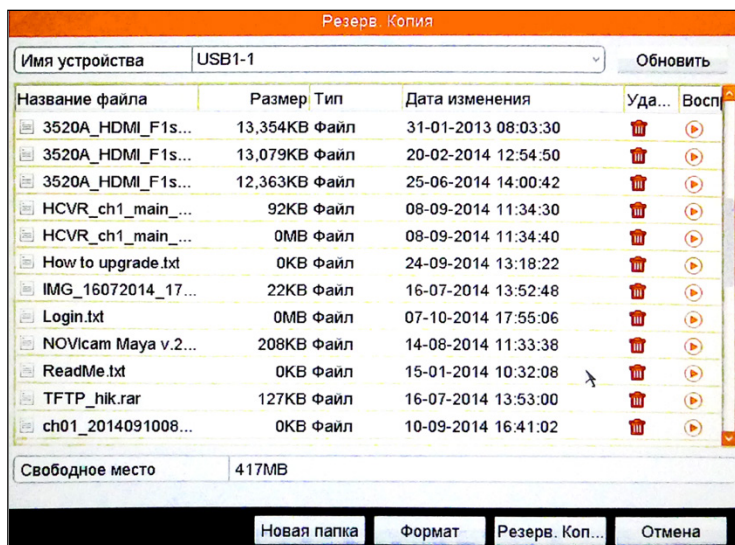 Резерв. Копия
Имя устройства USB1-1 Обновить
Название файла Размер Тип Дата изменения Уда... Восп
3520A_HDMI_F1s... 13,354KB Файл 31-01-2013 08:03:30
3520A_HDMI_F1s... 13,079KB Файл 20-02-2014 12:54:50
3520A_HDMI_F1s... 12,363KB Файл 25-06-2014 14:00:42
HCVR_ch1_main_... 92KB Файл 08-09-2014 11:34:30
HCVR_ch1_main_... 0MB Файл 08-09-2014 11:34:40
How to upgrade.txt 0KB Файл 24-09-2014 13:18:22
IMG_16072014_17... 22KB Файл 16-07-2014 13:52:48
Login.txt 0MB Файл 07-10-2014 17:55:06
NOVIcam Maya v.2... 208KB Файл 14-08-2014 11:33:38
ReadMe.txt 0KB Файл 15-01-2014 10:32:08
TFTP_hik.rar 127KB Файл 16-07-2014 13:53:00
ch01_2014091008... 0KB Файл 10-09-2014 16:41:02
Свободное место 417MB
Новая папка Формат Резерв. Коп... Отмена